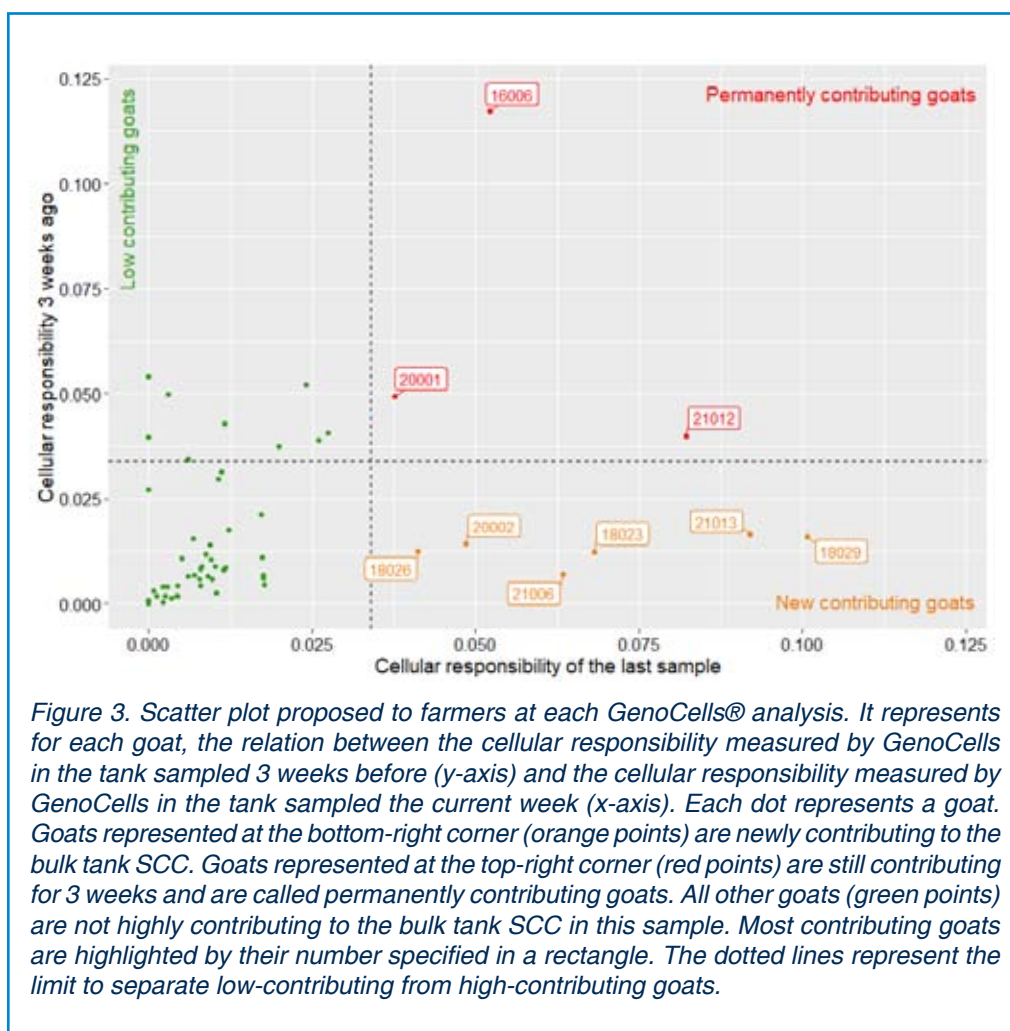 0.125
0.100
0.075
0.050
0.025
0.000
Cellular responsibility 3 weeks ago
Low contributing goats
Permanently contributing goats
16006
20001
21012
20002
18023
21013
18026
21006
18029
New contributing goats
0.000
0.025
0.050
0.075
0.100
0.125
Cellular responsibility of the last sample
Figure 3. Scatter plot proposed to farmers at each GenoCells® analysis. It represents
for each goat, the relation between the cellular responsibility measured by GenoCells
in the tank sampled 3 weeks before (y-axis) and the cellular responsibility measured by
GenoCells in the tank sampled the current week (x-axis). Each dot represents a goat.
Goats represented at the bottom-right corner (orange points) are newly contributing to the
bulk tank SCC. Goats represented at the top-right corner (red points) are still contributing
for 3 weeks and are called permanently contributing goats. All other goats (green points)
are not highly contributing to the bulk tank SCC in this sample. Most contributing goats
are highlighted by their number specified in a rectangle. The dotted lines represent the
limit to separate low-contributing from high-contributing goats.